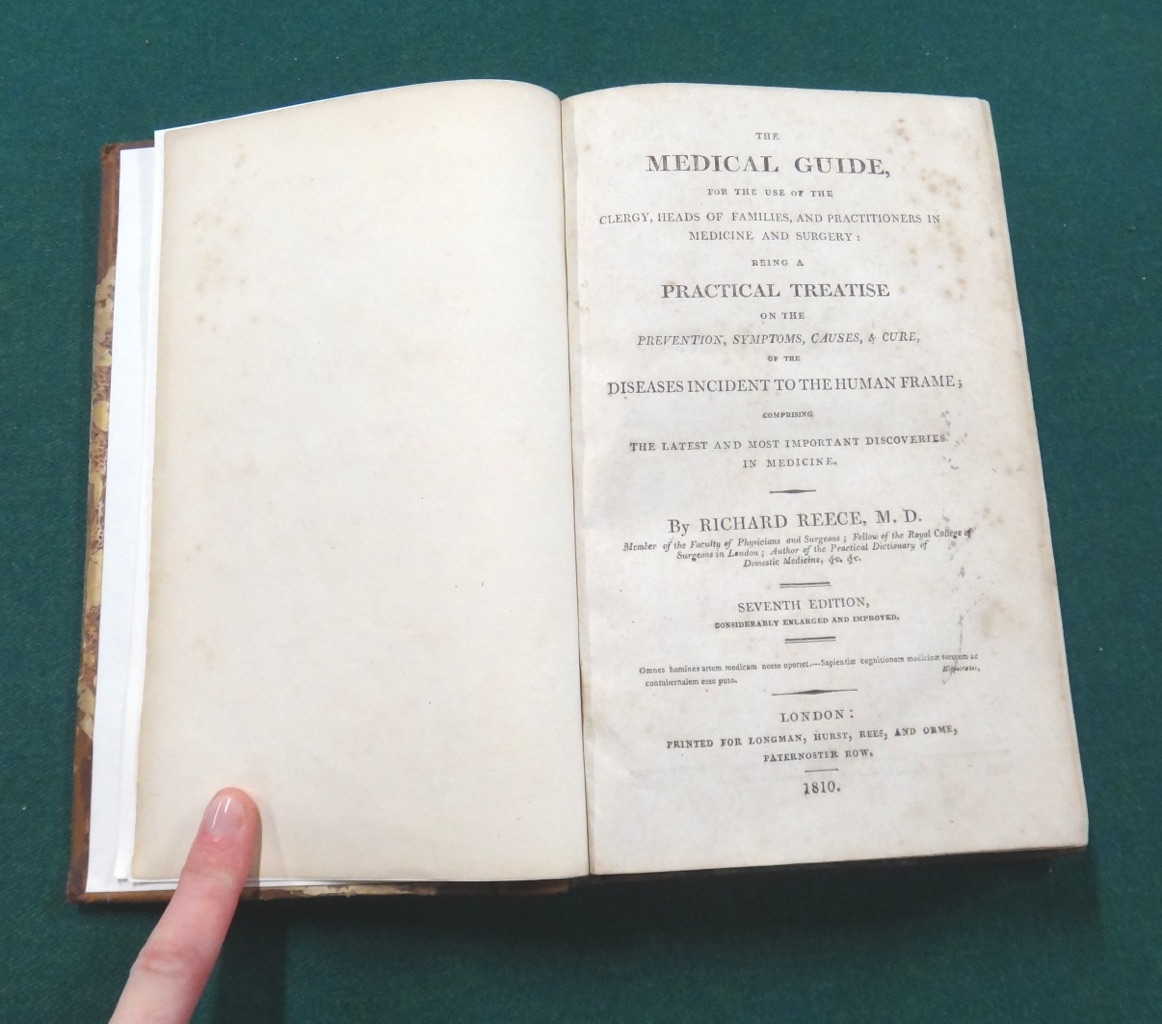 THE
MEDICAL GUIDE,
FOR THE USE OF THE
CLERGY, HEADS OF FAMILIES, AND PRACTITIONERS IN
MEDICINE AND SURGERY:
BEING A
PRACTICAL TREATISE
ON THE
PREVENTION, SYMPTOMS, CAUSES, & CURE,
OF THE
DISEASES INCIDENT TO THE HUMAN FRAME;
COMPRISING
THE LATEST AND MOST IMPORTANT DISCOVERIES
IN MEDICINE.
By RICHARD REECE, M. D.
Member of the Faculty of Physicians and Surgeons; Fellow of the Royal College of
Surgeons in London; Author of the Practical Dictionary of
Domestic Medicine, &c. &c.
SEVENTH EDITION,
CONSIDERABLY ENLARGED AND IMPROVED.
Omnes homines artem medicam nosse oportet.---Sapientiæ cognitionem medicinæ sororem ac
contubernalem esse puto. Hippocrates.
LONDON:
PRINTED FOR LONGMAN, HURST, REES, AND ORME,
PATERNOSTER ROW.
1810.